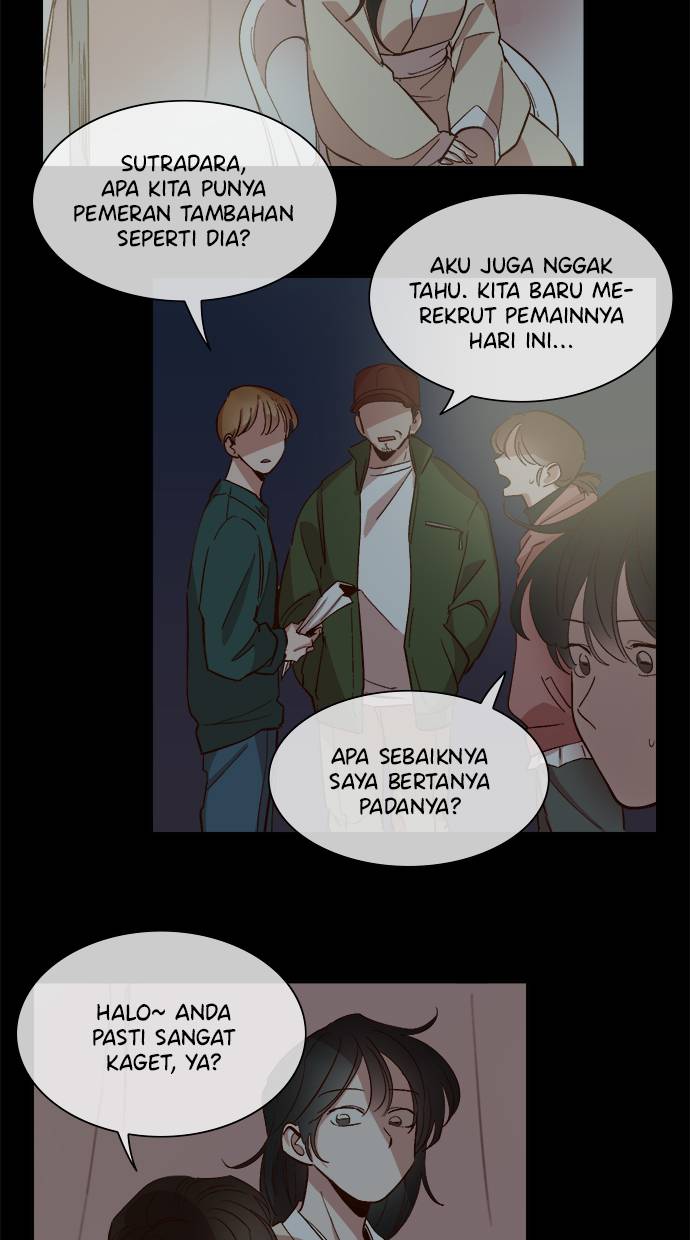 SUTRADARA,
APA KITA PUNYA
PEMERAN TAMBAHAN
SEPERTI DIA?
AKU JUGA NGGAK
TAHU. KITA BARU ME-
REKRUT PEMAINNYA
HARI INI...
APA SEBAIKNYA
SAYA BERTANYA
PADANYA?
HALO~ ANDA
PASTI SANGAT
KAGET, YA?